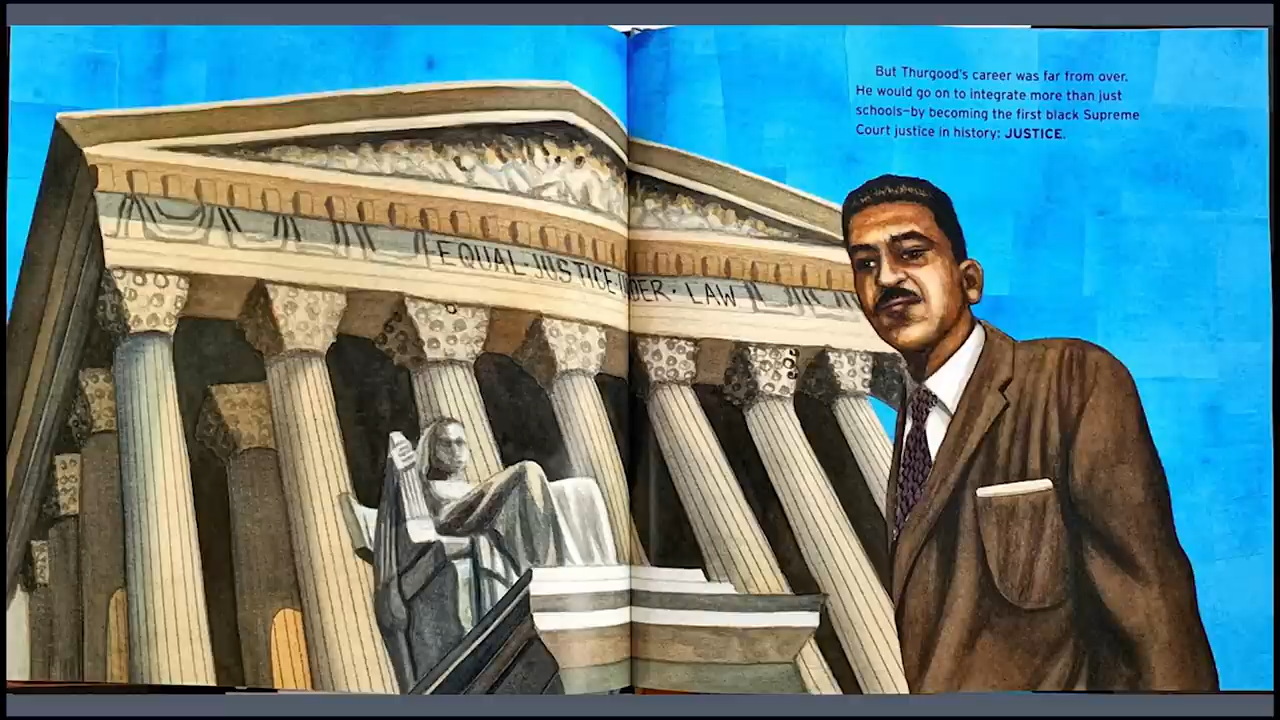 EQUAL·JUSTICE·UNDER·LAW
But Thurgood's career was far from over.
He would go on to integrate more than just
schools—by becoming the first black Supreme
Court justice in history: JUSTICE.